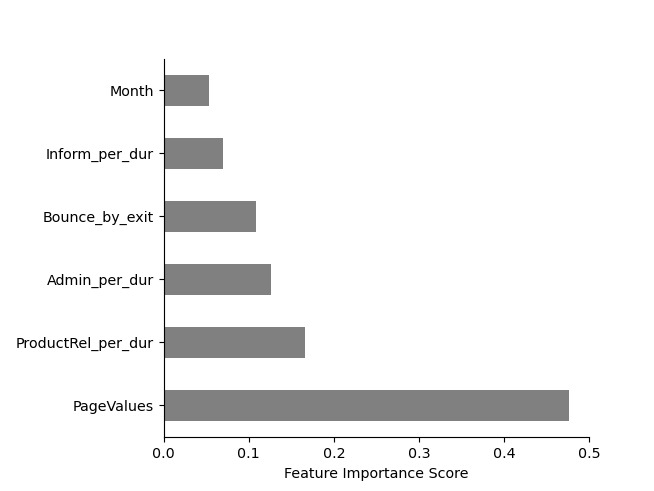 Month
Inform_per_dur
Bounce_by_exit
Admin_per_dur
ProductRel_per_dur
PageValues
0.0 0.1 0.2 0.3 0.4 0.5
Feature Importance Score